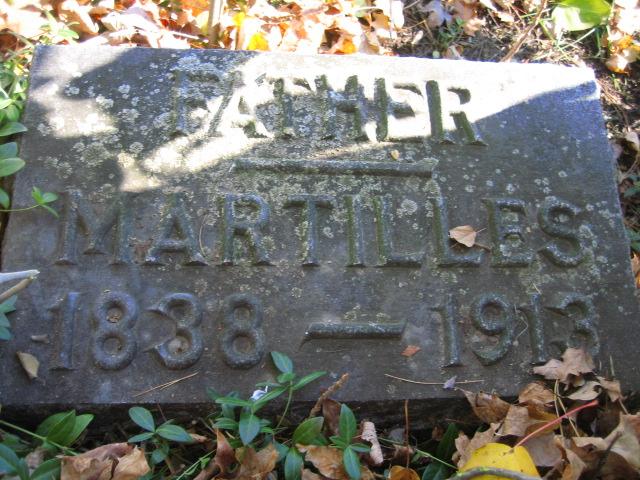 FATHER
MARTILLES
1838 — 1913